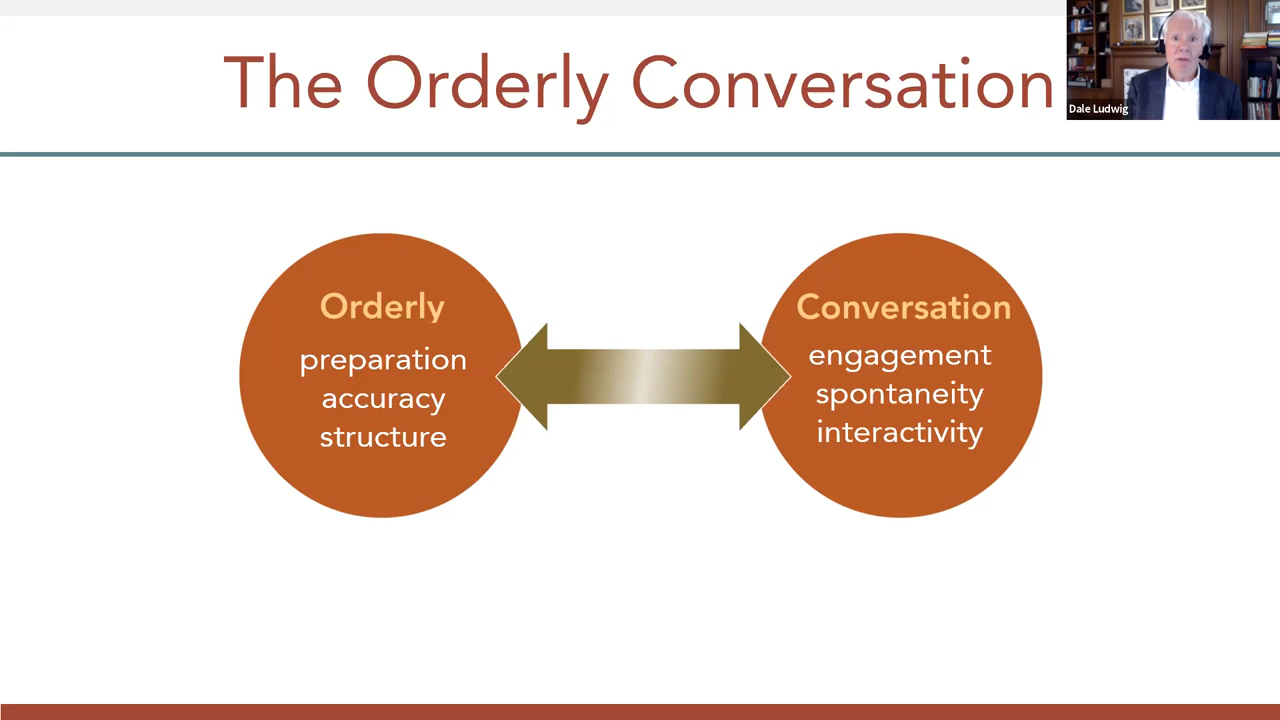 The Orderly Conversation
Dale Ludwig
Orderly
preparation
accuracy
structure
Conversation
engagement
spontaneity
interactivity